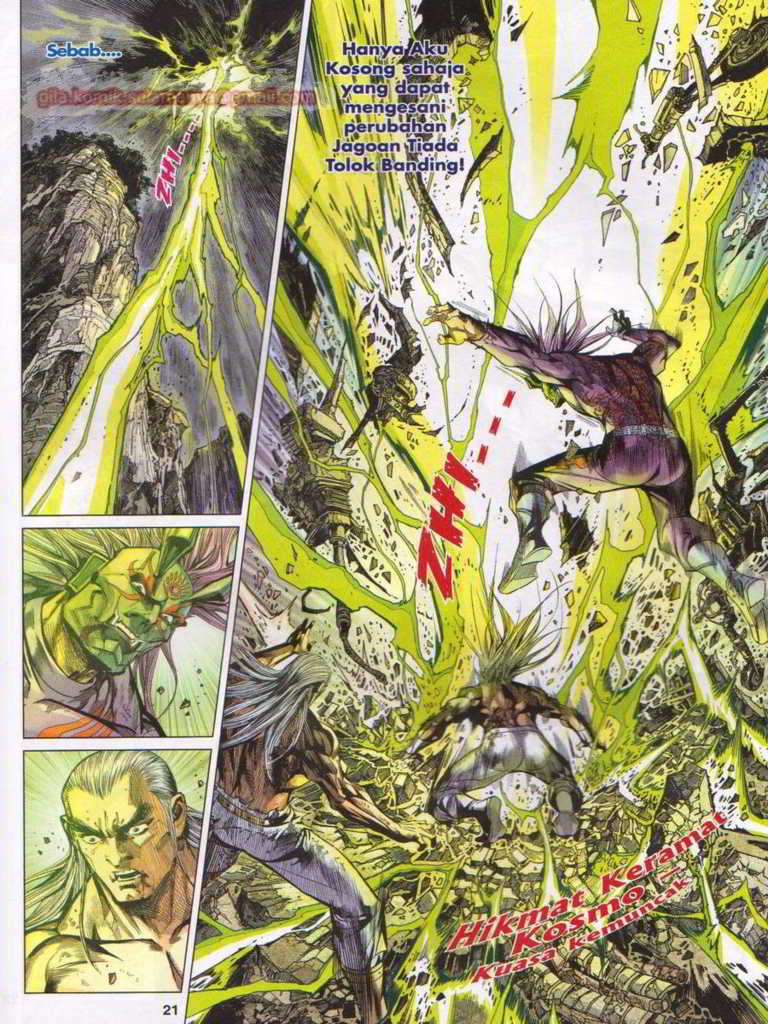 Sebab....
Hanya Aku
Kosong sahaja
yang dapat
mengesani
perubahan
Jagoan Tiada
Tolok Banding!
ZHI....
ZHI---
Hikmat Keramat
Kosmo —
Kuasa Kemuncak
21